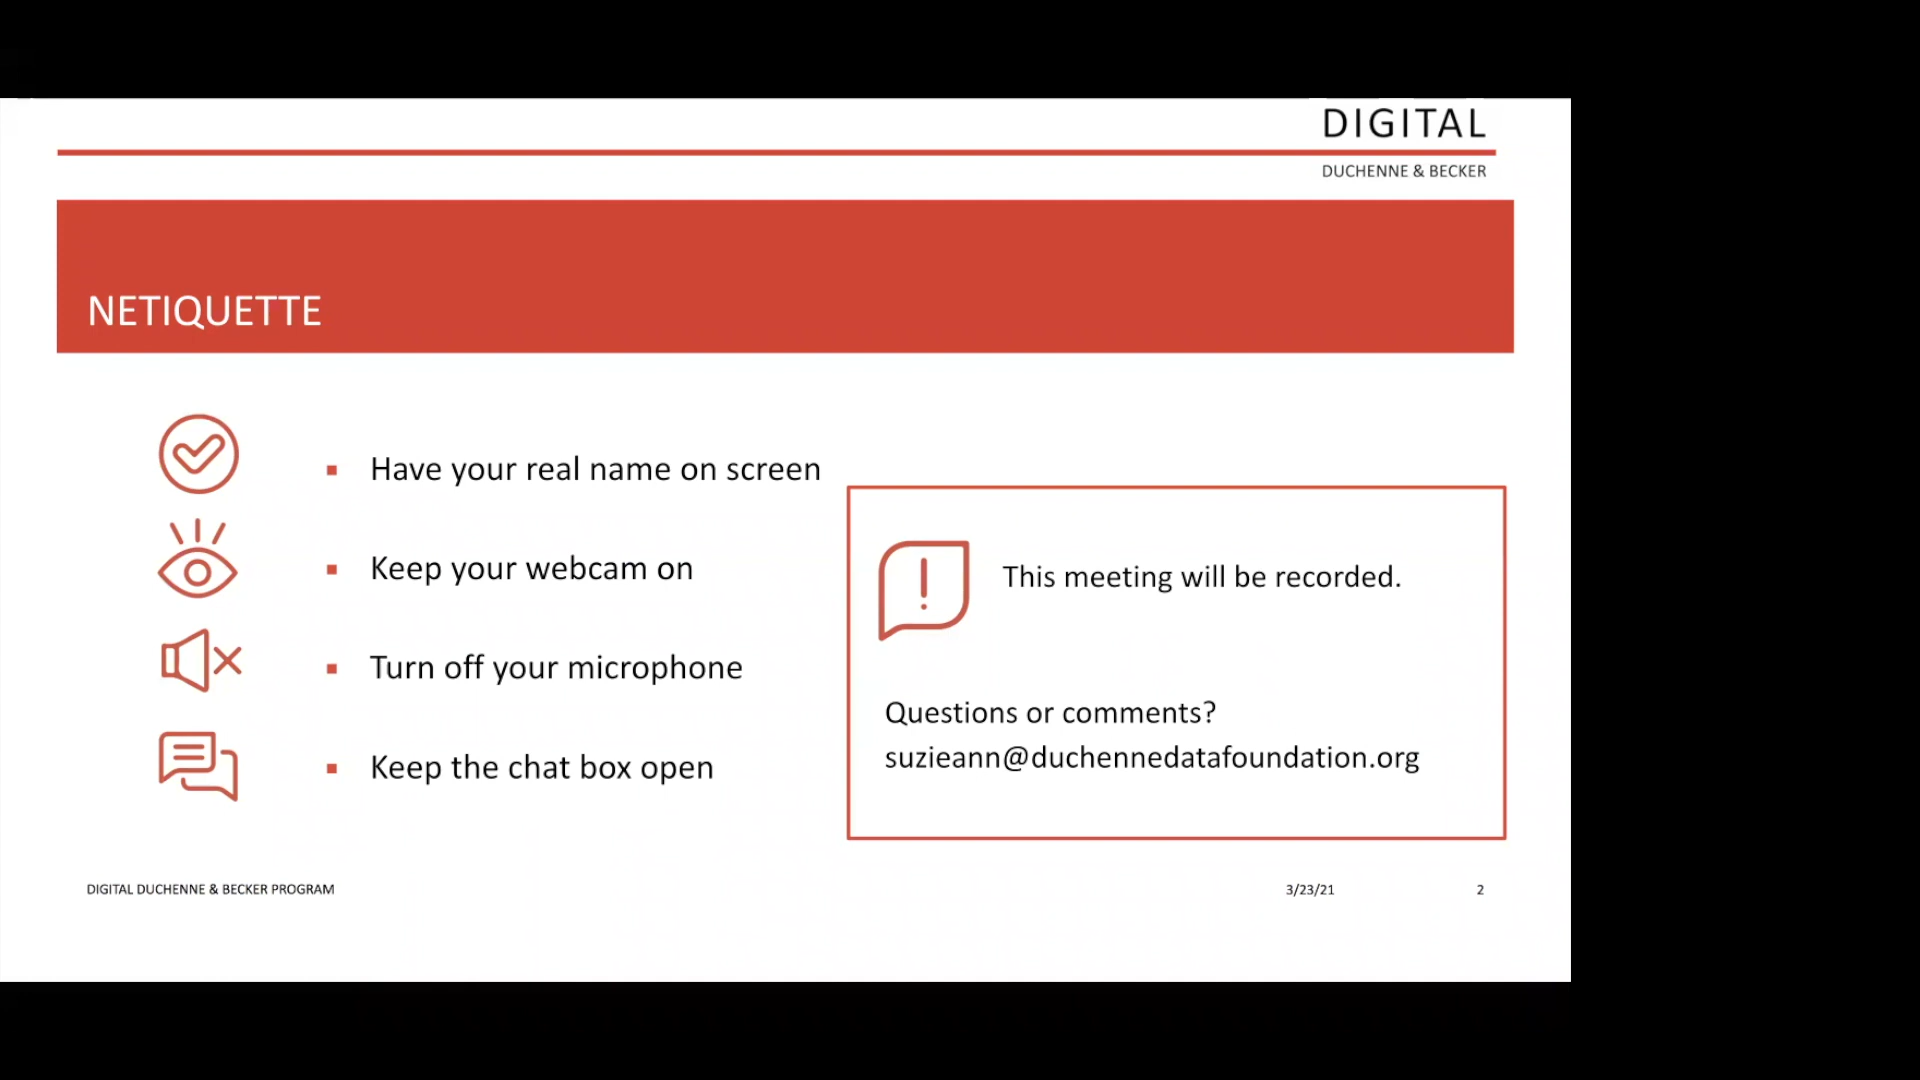 DIGITAL
DUCHENNE & BECKER
NETIQUETTE
▪ Have your real name on screen
▪ Keep your webcam on
▪ Turn off your microphone
▪ Keep the chat box open
This meeting will be recorded.
Questions or comments?
suzieann@duchennedatafoundation.org
DIGITAL DUCHENNE & BECKER PROGRAM
3/23/21
2